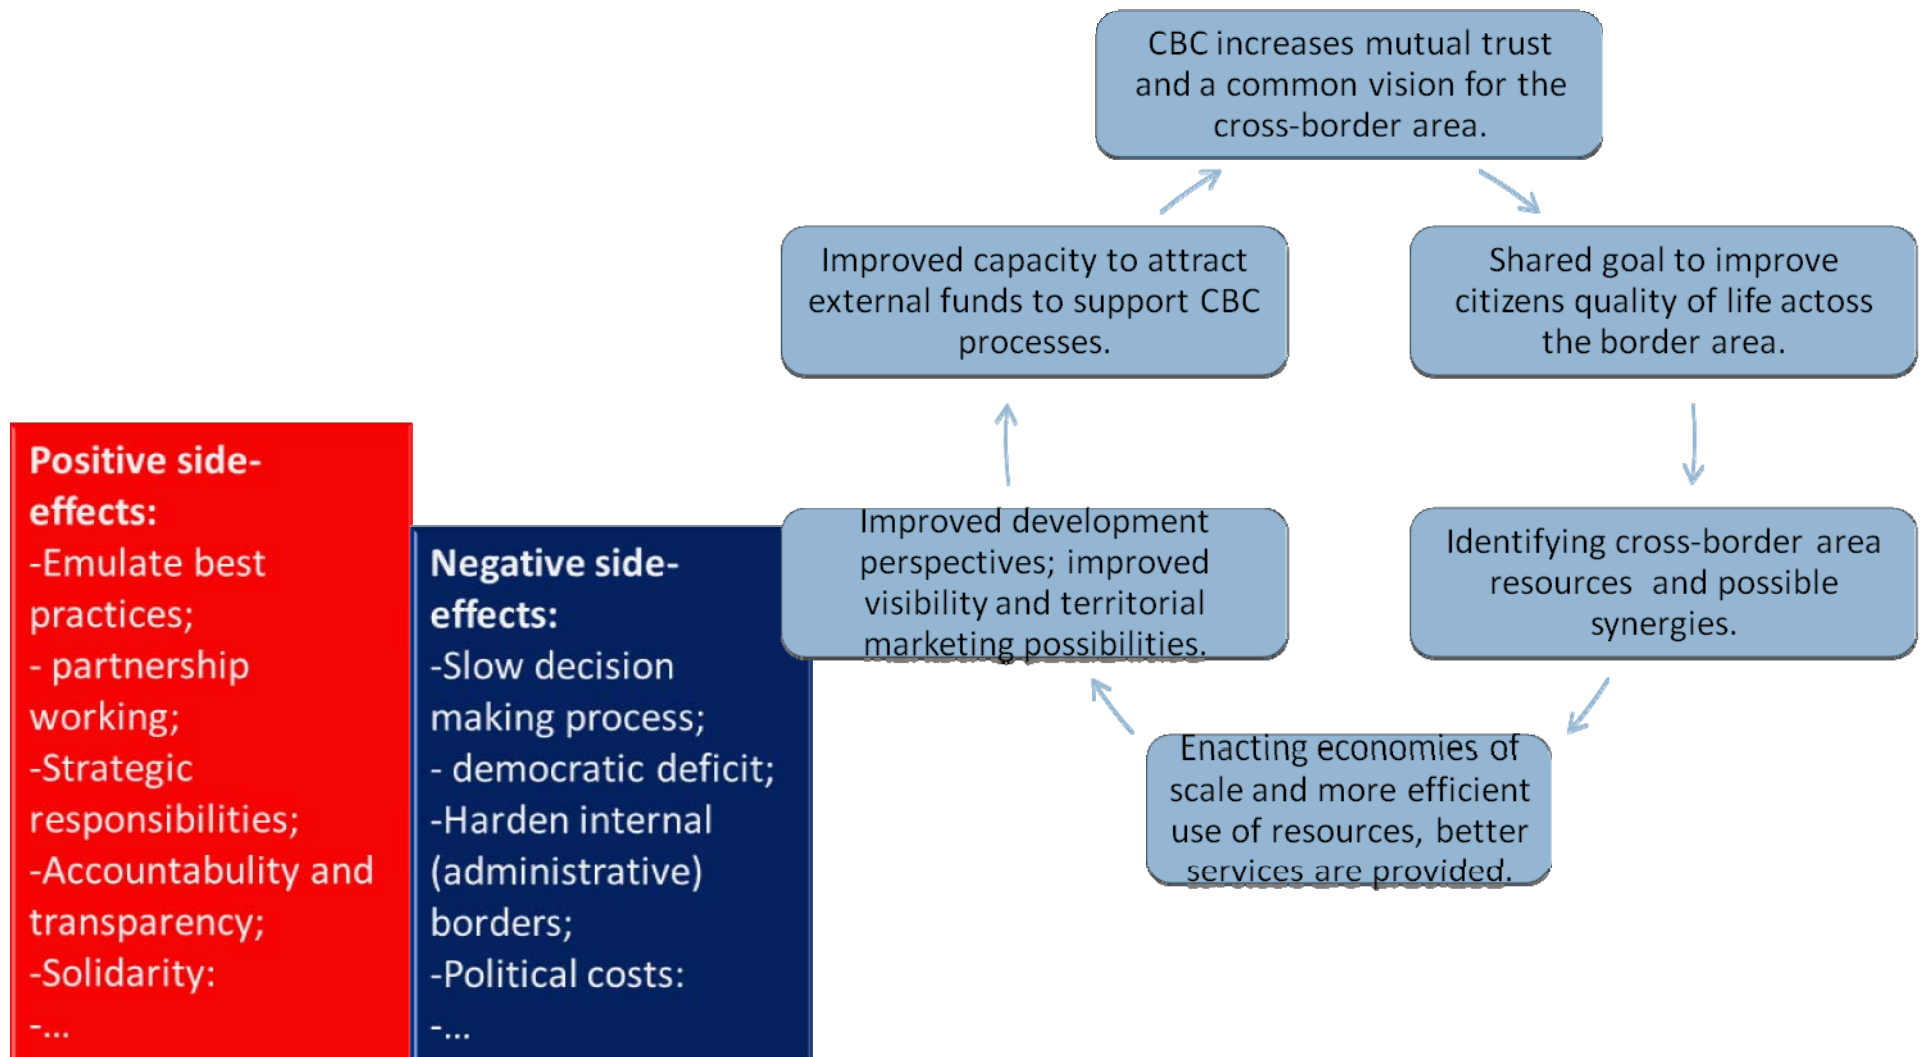 CBC increases mutual trust
and a common vision for the
cross-border area.
Improved capacity to attract
external funds to support CBC
processes.
Shared goal to improve
citizens quality of life actoss
the border area.
Positive side-
effects:
-Emulate best
practices;
- partnership
working;
-Strategic
responsibilities;
-Accountabulity and
transparency;
-Solidarity:
-...
Negative side-
effects:
-Slow decision
making process;
- democratic deficit;
-Harden internal
(administrative)
borders;
-Political costs:
-...
Improved development
perspectives; improved
visibility and territorial
marketing possibilities.
Identifying cross-border area
resources and possible
synergies.
Enacting economies of
scale and more efficient
use of resources, better
services are provided.